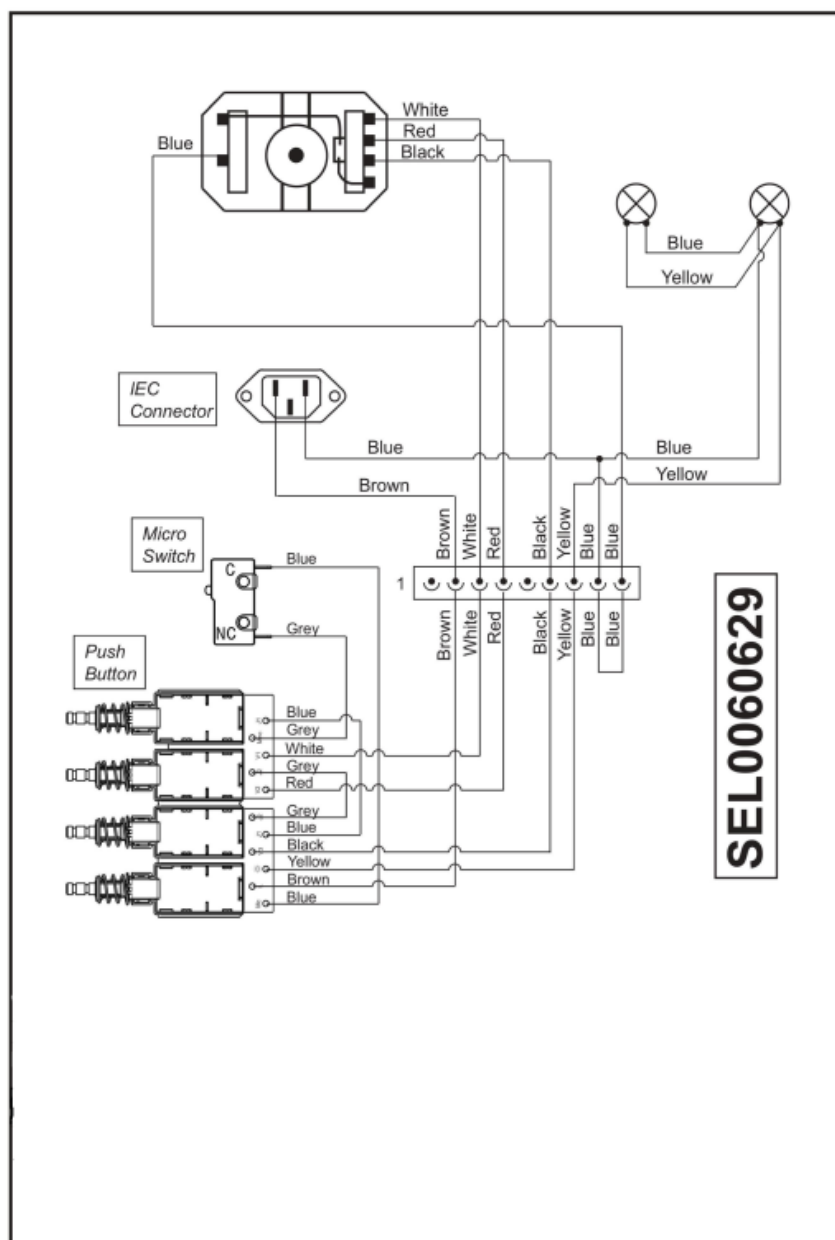 White
Red
Black
Blue
Blue
Yellow
IEC
Connector
Blue
Blue
Yellow
Brown
Brown
White
Red
Black
Yellow
Blue
Blue
Micro
Switch
Blue
C
1
NC
Grey
Brown
White
Red
Black
Yellow
Blue
Blue
SEL0060629
Push
Button
Blue
Grey
White
Grey
Red
Grey
Blue
Black
Yellow
Brown
Blue